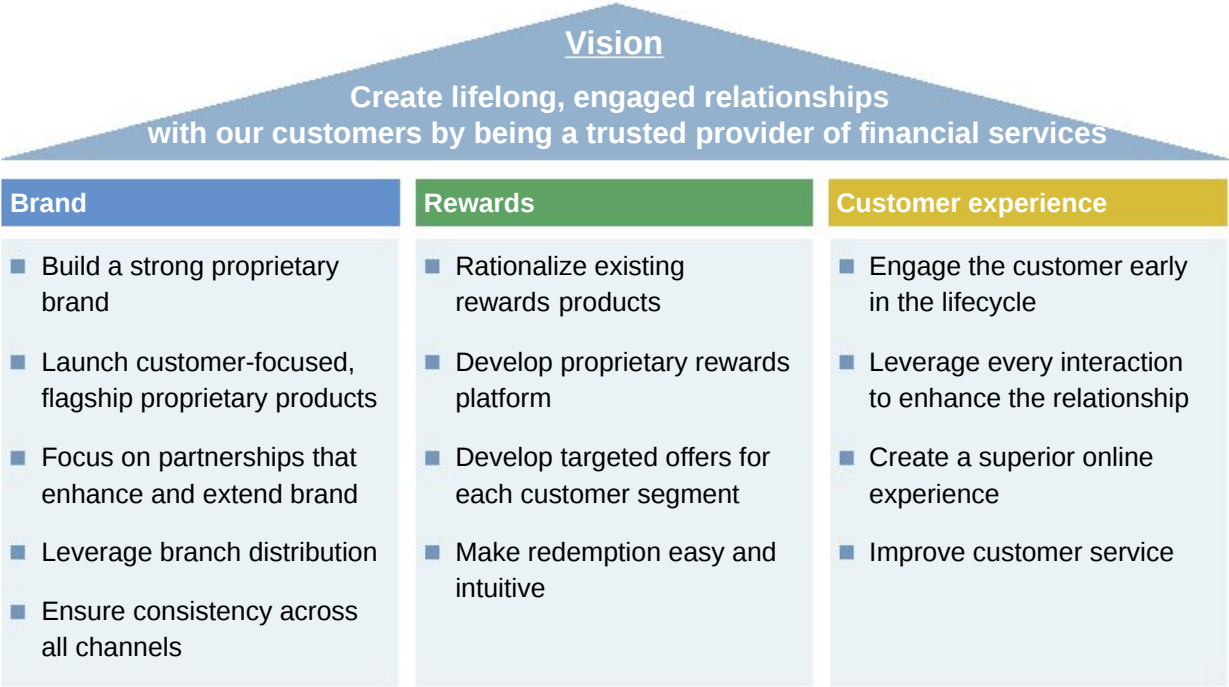 Vision
Create lifelong, engaged relationships
with our customers by being a trusted provider of financial services
Brand
Build a strong proprietary
brand
Launch customer-focused,
flagship proprietary products
Focus on partnerships that
enhance and extend brand
Leverage branch distribution
Ensure consistency across
all channels
Rewards
Rationalize existing
rewards products
Develop proprietary rewards
platform
Develop targeted offers for
each customer segment
Make redemption easy and
intuitive
Customer experience
Engage the customer early
in the lifecycle
Leverage every interaction
to enhance the relationship
Create a superior online
experience
Improve customer service